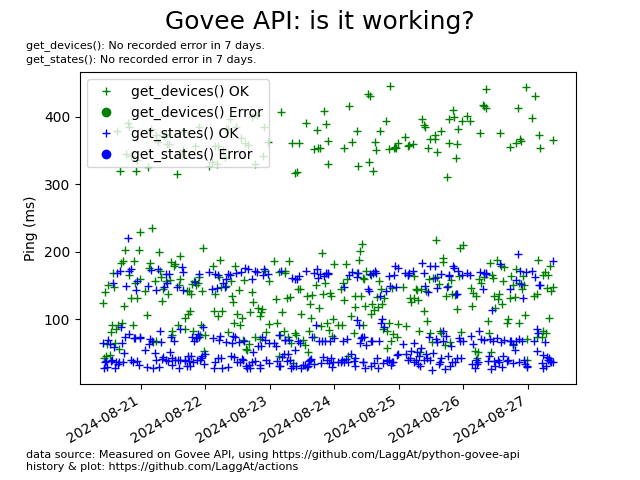 Govee API: is it working?
get_devices(): No recorded error in 7 days.
get_states(): No recorded error in 7 days.
get_devices() OK
get_devices() Error
get_states() OK
get_states() Error
Ping (ms)
400
300
200
100
2024-08-21
2024-08-22
2024-08-23
2024-08-24
2024-08-25
2024-08-26
2024-08-27
data source: Measured on Govee API, using https://github.com/LaggAt/python-govee-api
history & plot: https://github.com/LaggAt/actions